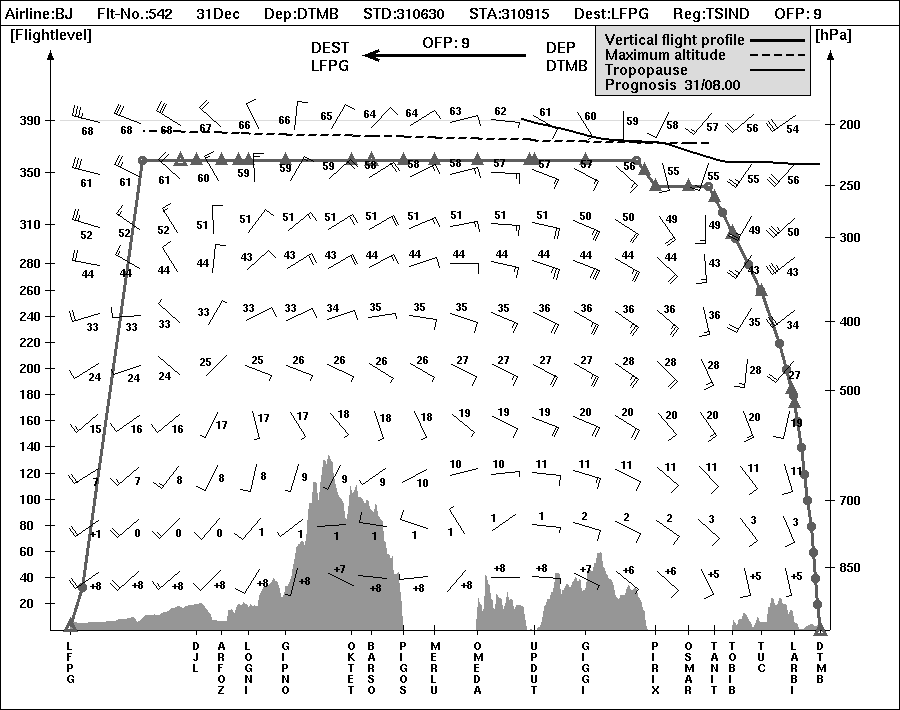 Airline:BJ Flt-No.:542 31Dec Dep:DTMB STD:310630 STA:310915 Dest:LFPG Reg:TSIND OFP: 9
[Flightlevel] [hPa]
OFP: 9
DEST DEP
LFPG DTMB
Vertical flight profile
Maximum altitude
Tropopause
Prognosis 31/08.00
390 68 68 68 67 66 66 65 64 64 63 62 61 60 59 58 57 56 54 200
350 61 61 61 60 59 59 59 58 58 58 57 57 57 56 55 55 55 56 250
310 52 52 52 51 51 51 51 51 51 51 51 51 50 50 49 49 49 50 300
280 44 44 44 44 43 43 44 44 44 44 44 44 44 44 44 43 43 43
260
240 33 33 33 33 33 33 34 35 35 35 36 36 36 36 36 36 35 34 400
220
200 24 24 24 25 25 26 26 26 26 27 27 27 27 28 28 28 28 27 500
180
160 15 16 16 17 17 17 18 18 18 19 19 19 20 20 20 20 20 19
140
120 7 7 8 8 8 9 9 9 10 10 10 11 11 11 11 11 11 11
100 700
80 +1 0 0 0 1 1 1 1 1 1 1 1 2 2 2 3 3 3
60
40 +8 +8 +8 +8 +8 +8 +7 +8 +8 +8 +8 +8 +7 +6 +6 +5 +5 +5 850
20
LFPG DJL ARFOZ LOGNI GIPNO OKTET BARSO PIGOS MERLU OMEDA UPDUT GIGGI PIRIX OSMAR TANIT TOBIB TUC LARBI DTMB